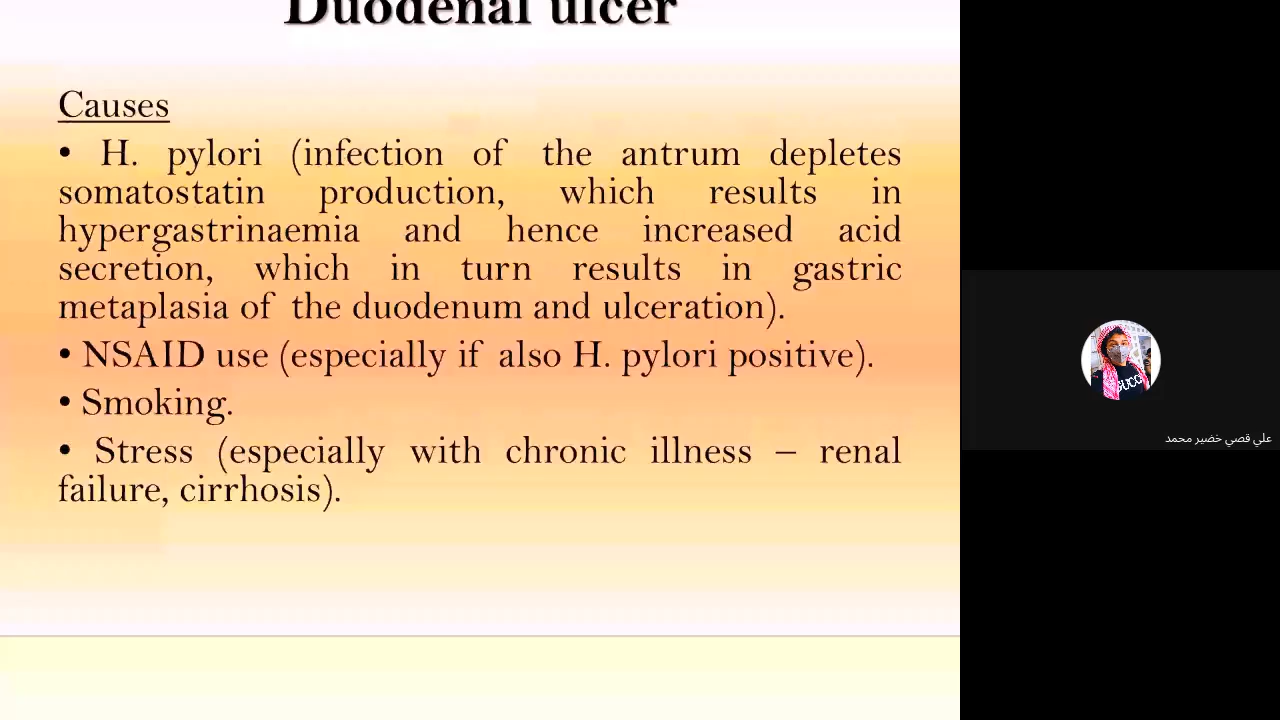 Duodenal ulcer
Causes
• H. pylori (infection of the antrum depletes
somatostatin production, which results in
hypergastrinaemia and hence increased acid
secretion, which in turn results in gastric
metaplasia of the duodenum and ulceration).
• NSAID use (especially if also H. pylori positive).
• Smoking.
• Stress (especially with chronic illness – renal
failure, cirrhosis).
GUCC
علي قصي خضير محمد